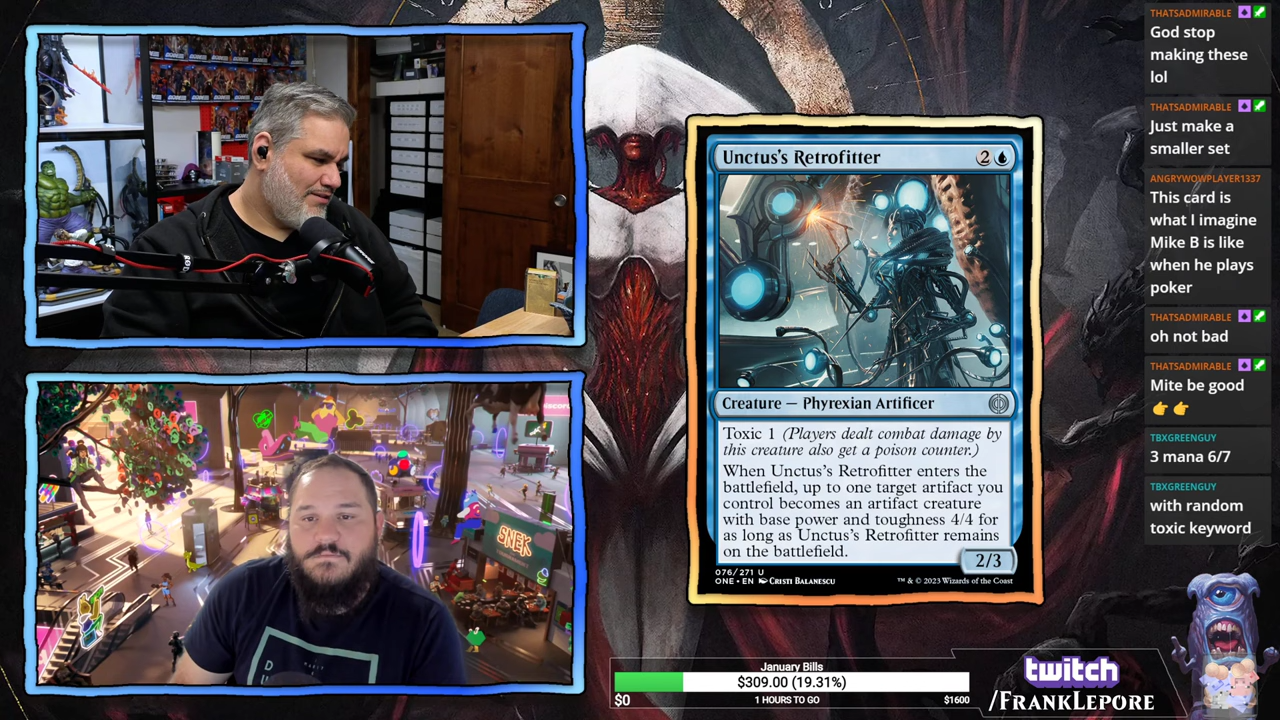 SNEK
Unctus's Retrofitter
2
Creature — Phyrexian Artificer
Toxic 1 (Players dealt combat damage by
this creature also get a poison counter.)
When Unctus's Retrofitter enters the
battlefield, up to one target artifact you
control becomes an artifact creature
with base power and toughness 4/4 for
as long as Unctus's Retrofitter remains
on the battlefield.
2/3
076/271 U
ONE • EN Cristi Balanescu
™ & © 2023 Wizards of the Coast
January Bills
$309.00 (19.31%)
$0
1 HOURS TO GO
$1600
twitch
/FrankLepore
THATSADMIRABLE
God stop
making these
lol
THATSADMIRABLE
Just make a
smaller set
ANGRYWOWPLAYER1337
This card is
what I imagine
Mike B is like
when he plays
poker
THATSADMIRABLE
oh not bad
THATSADMIRABLE
Mite be good
👉 👉
TBXGREENGUY
3 mana 6/7
TBXGREENGUY
with random
toxic keyword